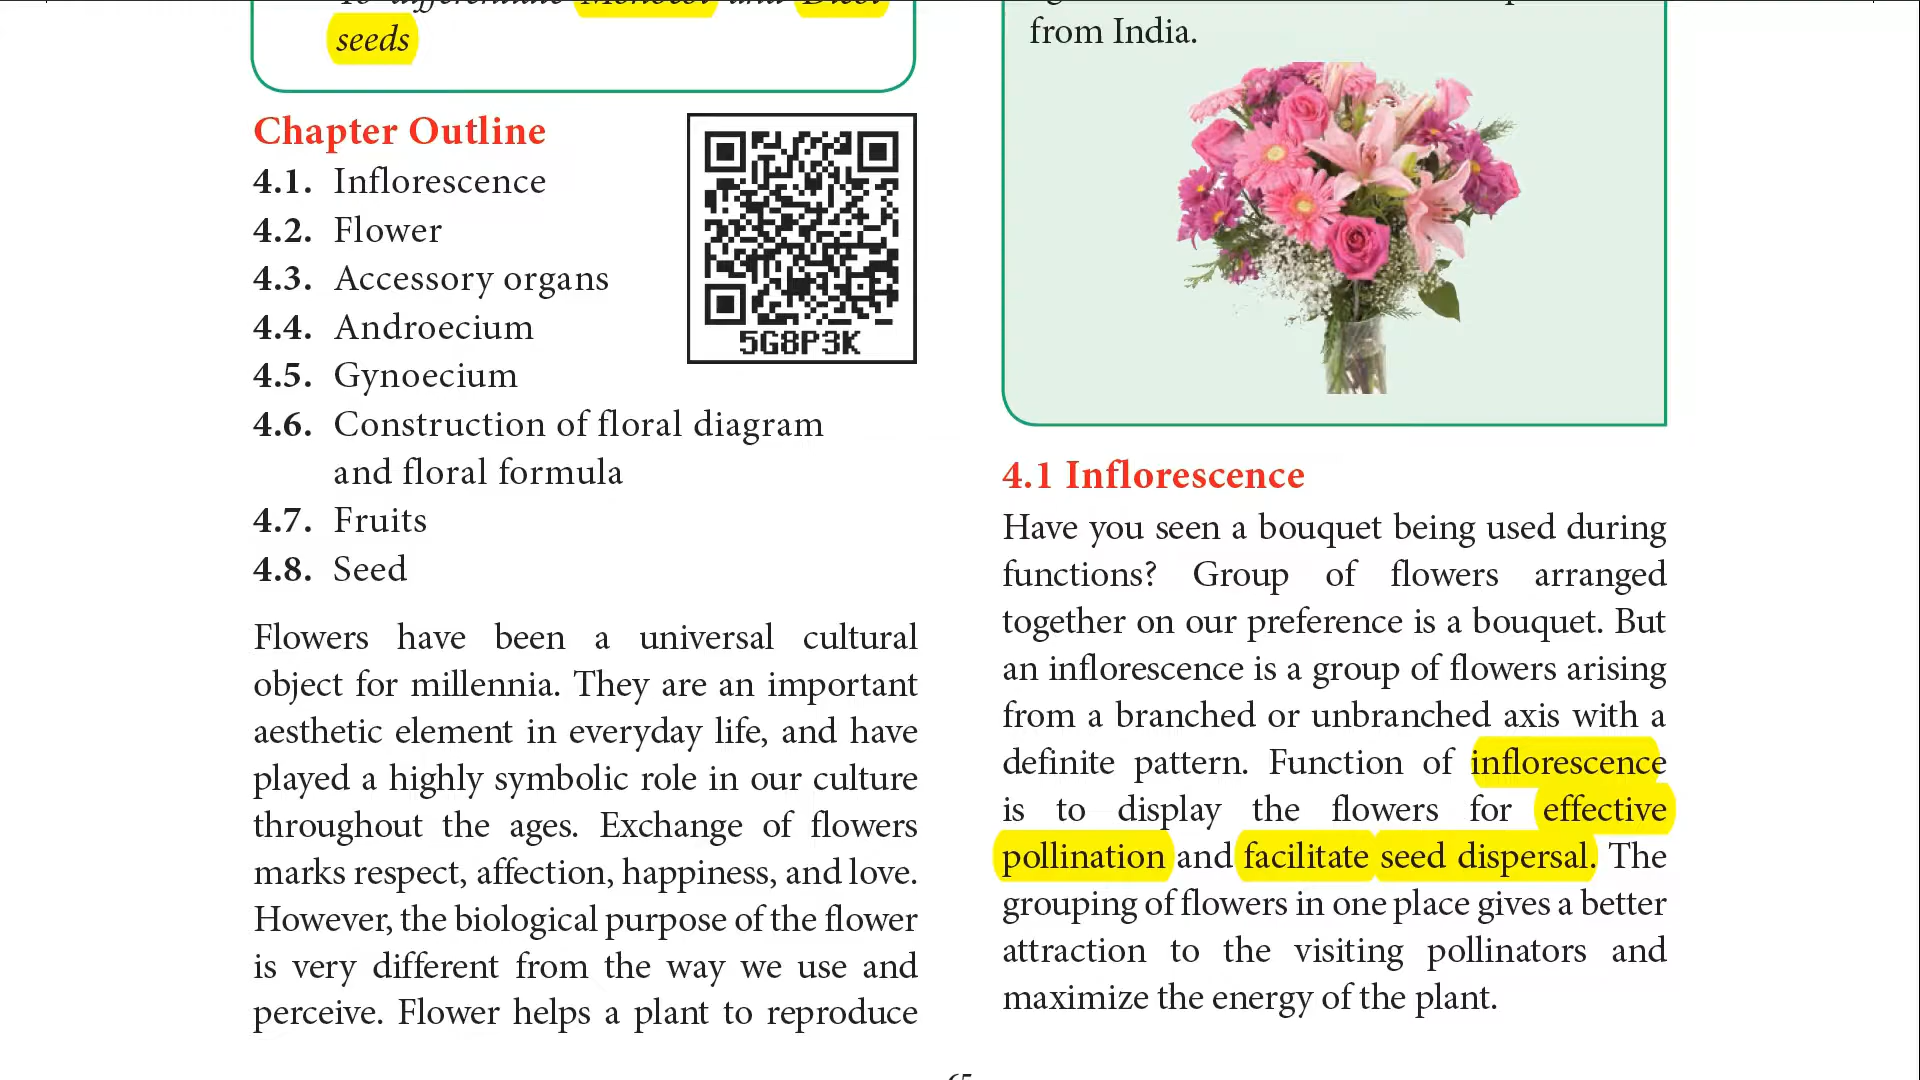 To differentiate Monocot and Dicot
seeds
Chapter Outline
4.1. Inflorescence
4.2. Flower
4.3. Accessory organs
4.4. Androecium
4.5. Gynoecium
4.6. Construction of floral diagram
and floral formula
4.7. Fruits
4.8. Seed
5G8P3K
Flowers have been a universal cultural
object for millennia. They are an important
aesthetic element in everyday life, and have
played a highly symbolic role in our culture
throughout the ages. Exchange of flowers
marks respect, affection, happiness, and love.
However, the biological purpose of the flower
is very different from the way we use and
perceive. Flower helps a plant to reproduce
from India.
4.1 Inflorescence
Have you seen a bouquet being used during
functions? Group of flowers arranged
together on our preference is a bouquet. But
an inflorescence is a group of flowers arising
from a branched or unbranched axis with a
definite pattern. Function of inflorescence
is to display the flowers for effective
pollination and facilitate seed dispersal. The
grouping of flowers in one place gives a better
attraction to the visiting pollinators and
maximize the energy of the plant.
65